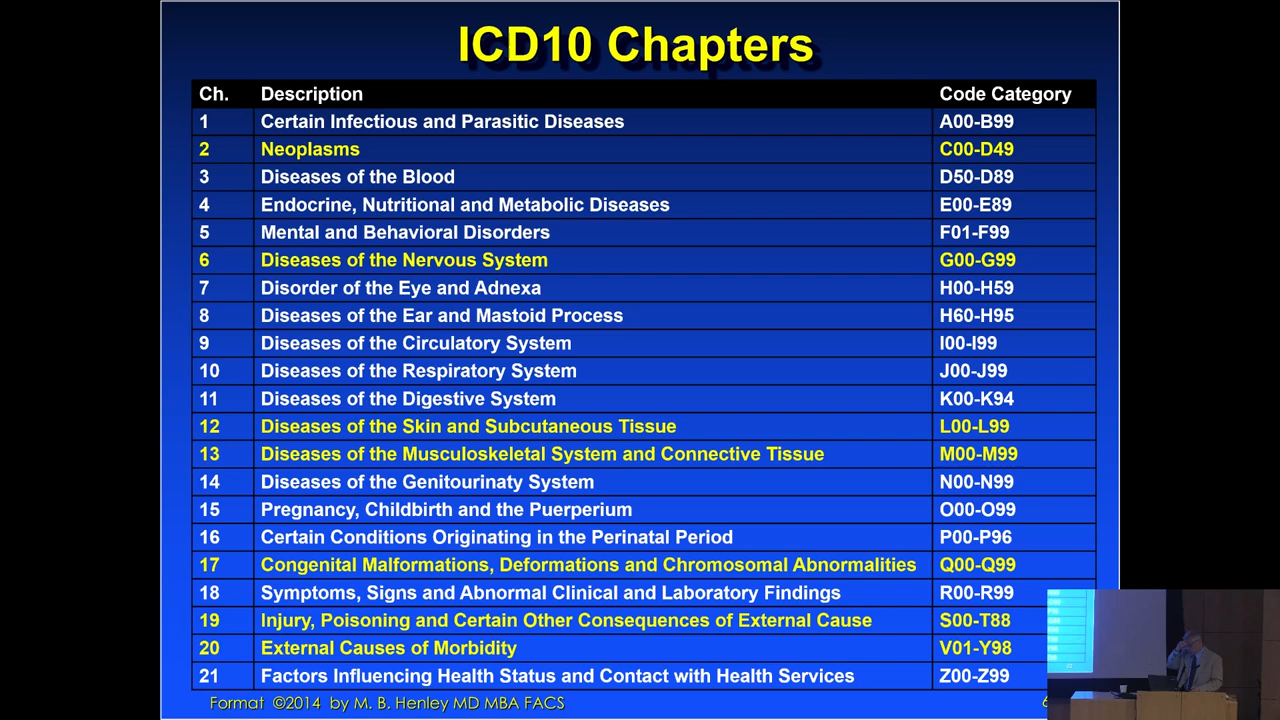 ICD10 Chapters
Ch. Description Code Category
1 Certain Infectious and Parasitic Diseases A00-B99
2 Neoplasms C00-D49
3 Diseases of the Blood D50-D89
4 Endocrine, Nutritional and Metabolic Diseases E00-E89
5 Mental and Behavioral Disorders F01-F99
6 Diseases of the Nervous System G00-G99
7 Disorder of the Eye and Adnexa H00-H59
8 Diseases of the Ear and Mastoid Process H60-H95
9 Diseases of the Circulatory System I00-I99
10 Diseases of the Respiratory System J00-J99
11 Diseases of the Digestive System K00-K94
12 Diseases of the Skin and Subcutaneous Tissue L00-L99
13 Diseases of the Musculoskeletal System and Connective Tissue M00-M99
14 Diseases of the Genitourinaty System N00-N99
15 Pregnancy, Childbirth and the Puerperium O00-O99
16 Certain Conditions Originating in the Perinatal Period P00-P96
17 Congenital Malformations, Deformations and Chromosomal Abnormalities Q00-Q99
18 Symptoms, Signs and Abnormal Clinical and Laboratory Findings R00-R99
19 Injury, Poisoning and Certain Other Consequences of External Cause S00-T88
20 External Causes of Morbidity V01-Y98
21 Factors Influencing Health Status and Contact with Health Services Z00-Z99
Format ©2014 by M. B. Henley MD MBA FACS